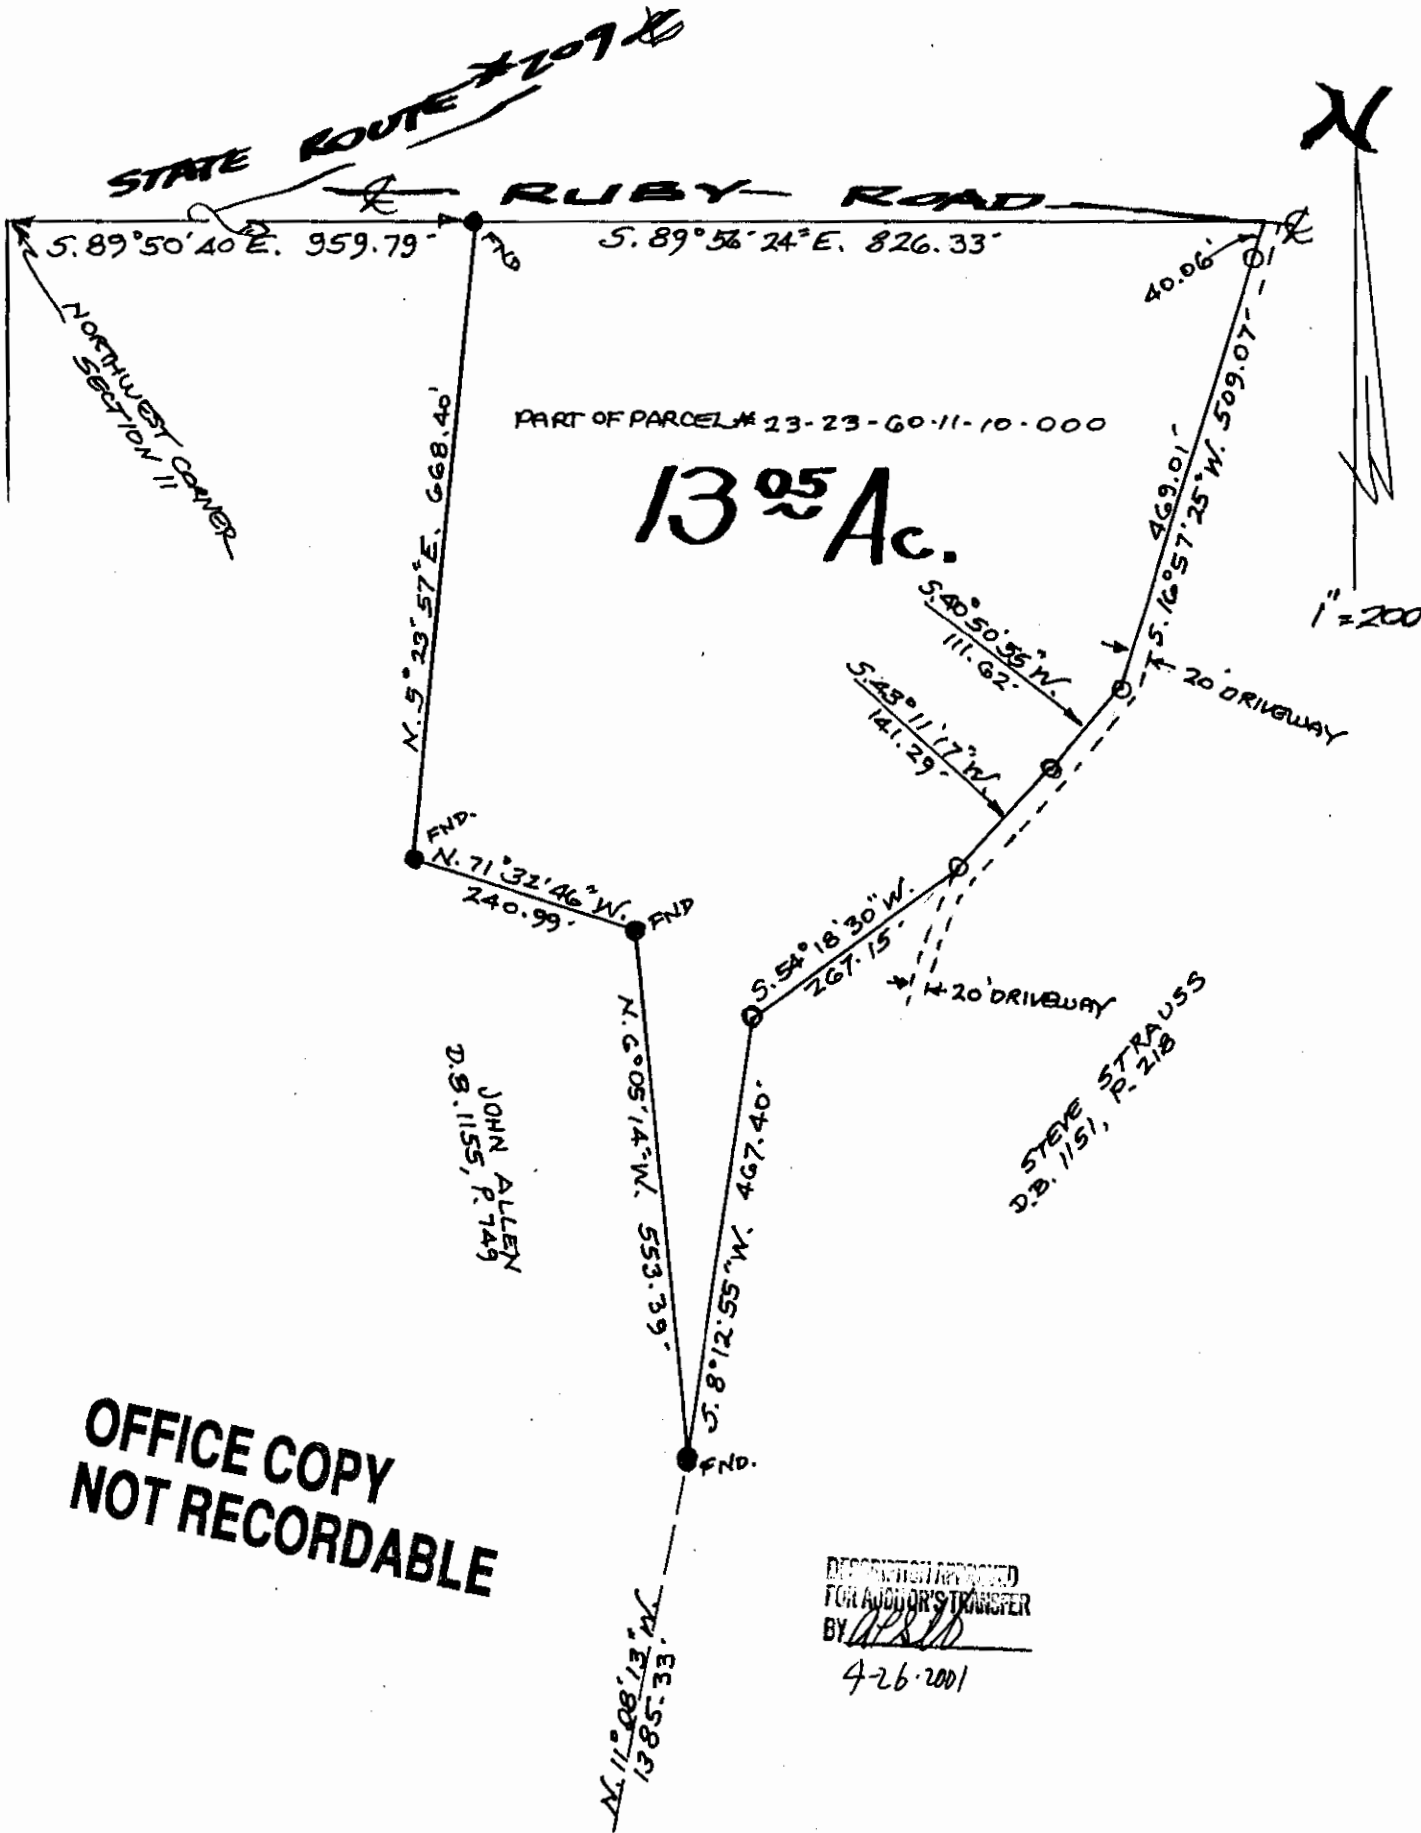 STATE ROUTE #209 ℄
N
℄ RUBY ROAD ℄
S. 89°50'40"E. 959.79'
FND
S. 89°56'24"E. 826.33'
40.06'
NORTHWEST CORNER
SECTION 11
N. 5°23'57"E. 668.40'
PART OF PARCEL# 23-23-60-11-10-000
13 05 Ac.
469.01'
S. 16°57'25"W. 509.07'
1"=200
S. 40°50'55"W.
111.62'
S. 43°11'17"W.
141.29'
20' DRIVEWAY
FND.
N. 71°32'46"W.
240.99'
FND
S. 54°18'30"W.
267.15'
20' DRIVEWAY
STEVE STRAUSS
D.B. 1151, P. 218
N. 6°05'14"W. 553.39'
JOHN ALLEN
D.B. 1155, P. 749
S. 8°12'55"W. 467.40'
FND.
OFFICE COPY
NOT RECORDABLE
DESCRIPTION APPROVED
FOR AUDITOR'S TRANSFER
BY
4-26-2001
N. 11°08'13"W.
1385.33'